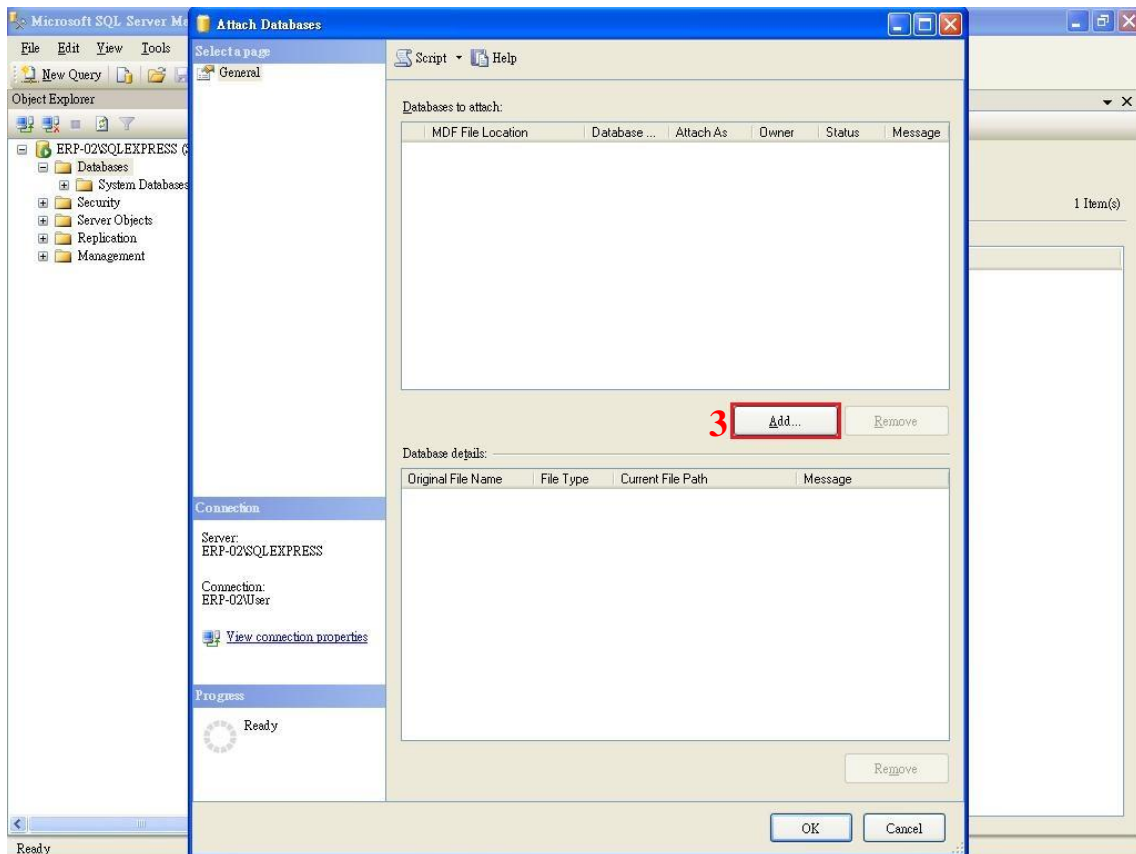 Microsoft SQL Server Ma
File Edit View Tools
New Query
Object Explorer
ERP-02\SQLEXPRESS (S
Databases
System Databases
Security
Server Objects
Replication
Management
Ready
Attach Databases
Select a page
General
Connection
Server:
ERP-02\SQLEXPRESS
Connection:
ERP-02\User
View connection properties
Progress
Ready
Script Help
Databases to attach:
MDF File Location Database ... Attach As Owner Status Message
3 Add... Remove
Database details:
Original File Name File Type Current File Path Message
Remove
OK Cancel
1 Item(s)